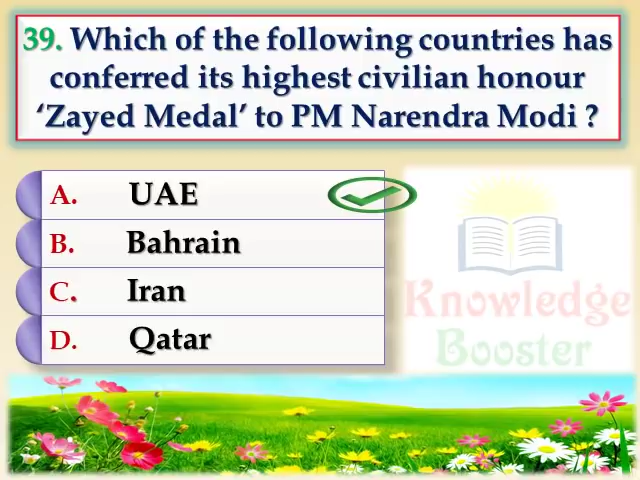 39. Which of the following countries has
conferred its highest civilian honour
‘Zayed Medal’ to PM Narendra Modi ?
A. UAE
B. Bahrain
C. Iran
D. Qatar
Knowledge
Booster